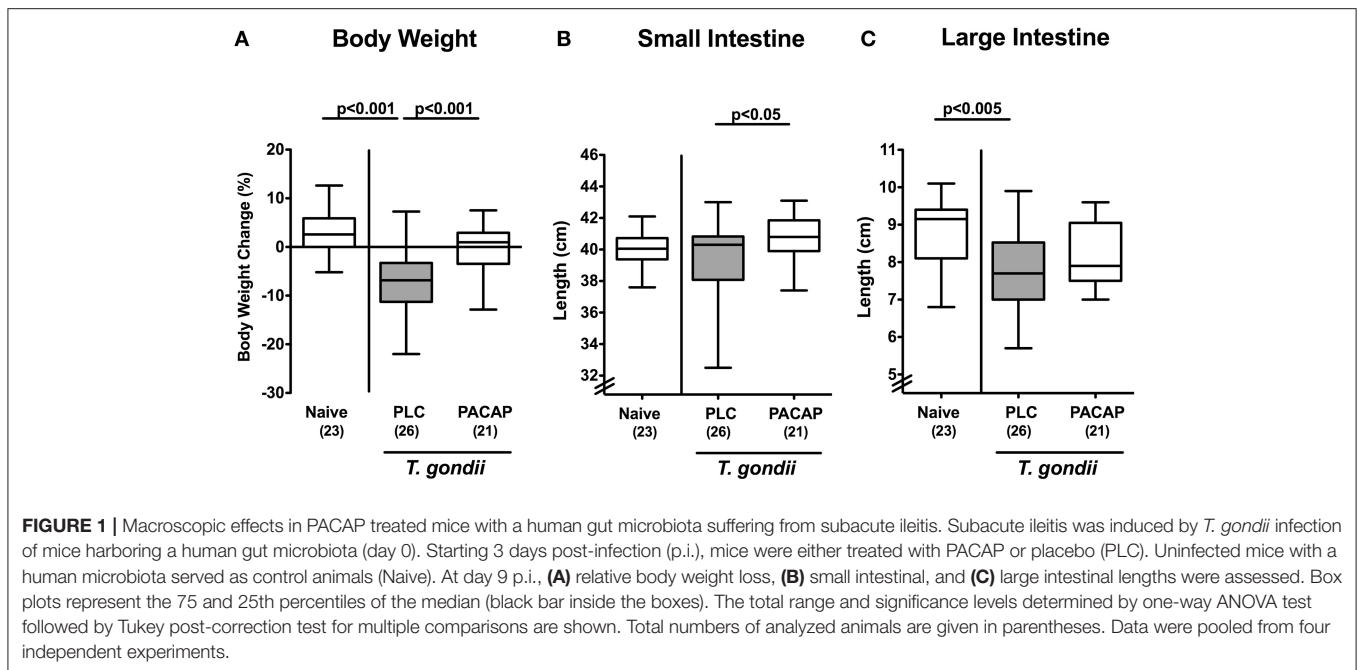 A Body Weight
B Small Intestine
C Large Intestine
p<0.001 p<0.001
p<0.05
p<0.005
Body Weight Change (%)
20
10
0
-10
-20
-30
Naive PLC PACAP
(23) (26) (21)
T. gondii
Length (cm)
46
44
42
40
38
36
34
32
Naive PLC PACAP
(23) (26) (21)
T. gondii
Length (cm)
11
10
9
8
7
6
5
Naive PLC PACAP
(23) (26) (21)
T. gondii
FIGURE 1 | Macroscopic effects in PACAP treated mice with a human gut microbiota suffering from subacute ileitis. Subacute ileitis was induced by T. gondii infection
of mice harboring a human gut microbiota (day 0). Starting 3 days post-infection (p.i.), mice were either treated with PACAP or placebo (PLC). Uninfected mice with a
human microbiota served as control animals (Naive). At day 9 p.i., (A) relative body weight loss, (B) small intestinal, and (C) large intestinal lengths were assessed. Box
plots represent the 75 and 25th percentiles of the median (black bar inside the boxes). The total range and significance levels determined by one-way ANOVA test
followed by Tukey post-correction test for multiple comparisons are shown. Total numbers of analyzed animals are given in parentheses. Data were pooled from four
independent experiments.